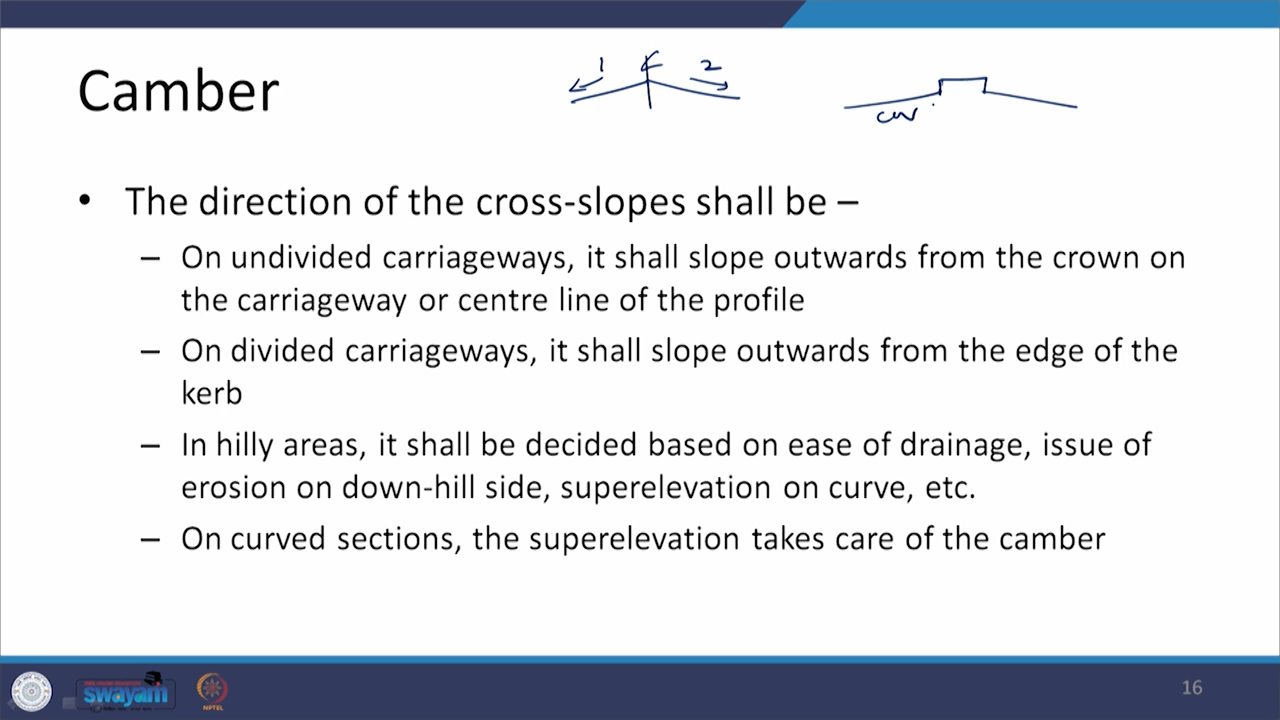 Camber
1 2
cw
• The direction of the cross-slopes shall be –
– On undivided carriageways, it shall slope outwards from the crown on
the carriageway or centre line of the profile
– On divided carriageways, it shall slope outwards from the edge of the
kerb
– In hilly areas, it shall be decided based on ease of drainage, issue of
erosion on down-hill side, superelevation on curve, etc.
– On curved sections, the superelevation takes care of the camber
swayam
NPTEL
16